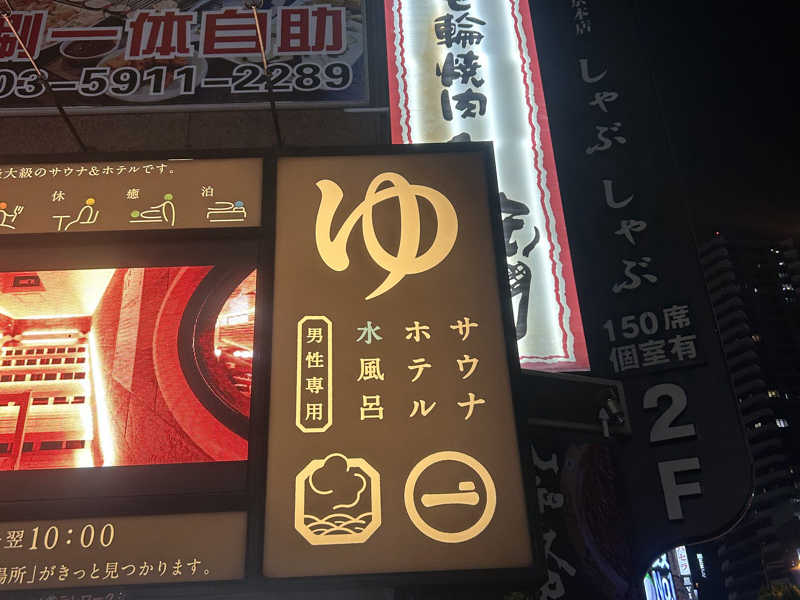 刷一体自助
03-5911-2289
七輪焼肉
しゃぶしゃぶ
150席
個室有
2F
大級のサウナ&ホテルです。
休
癒
泊
ゆ
サウナ
ホテル
水風呂
男性専用
一
翌10:00
場所」がきっと見つかります。